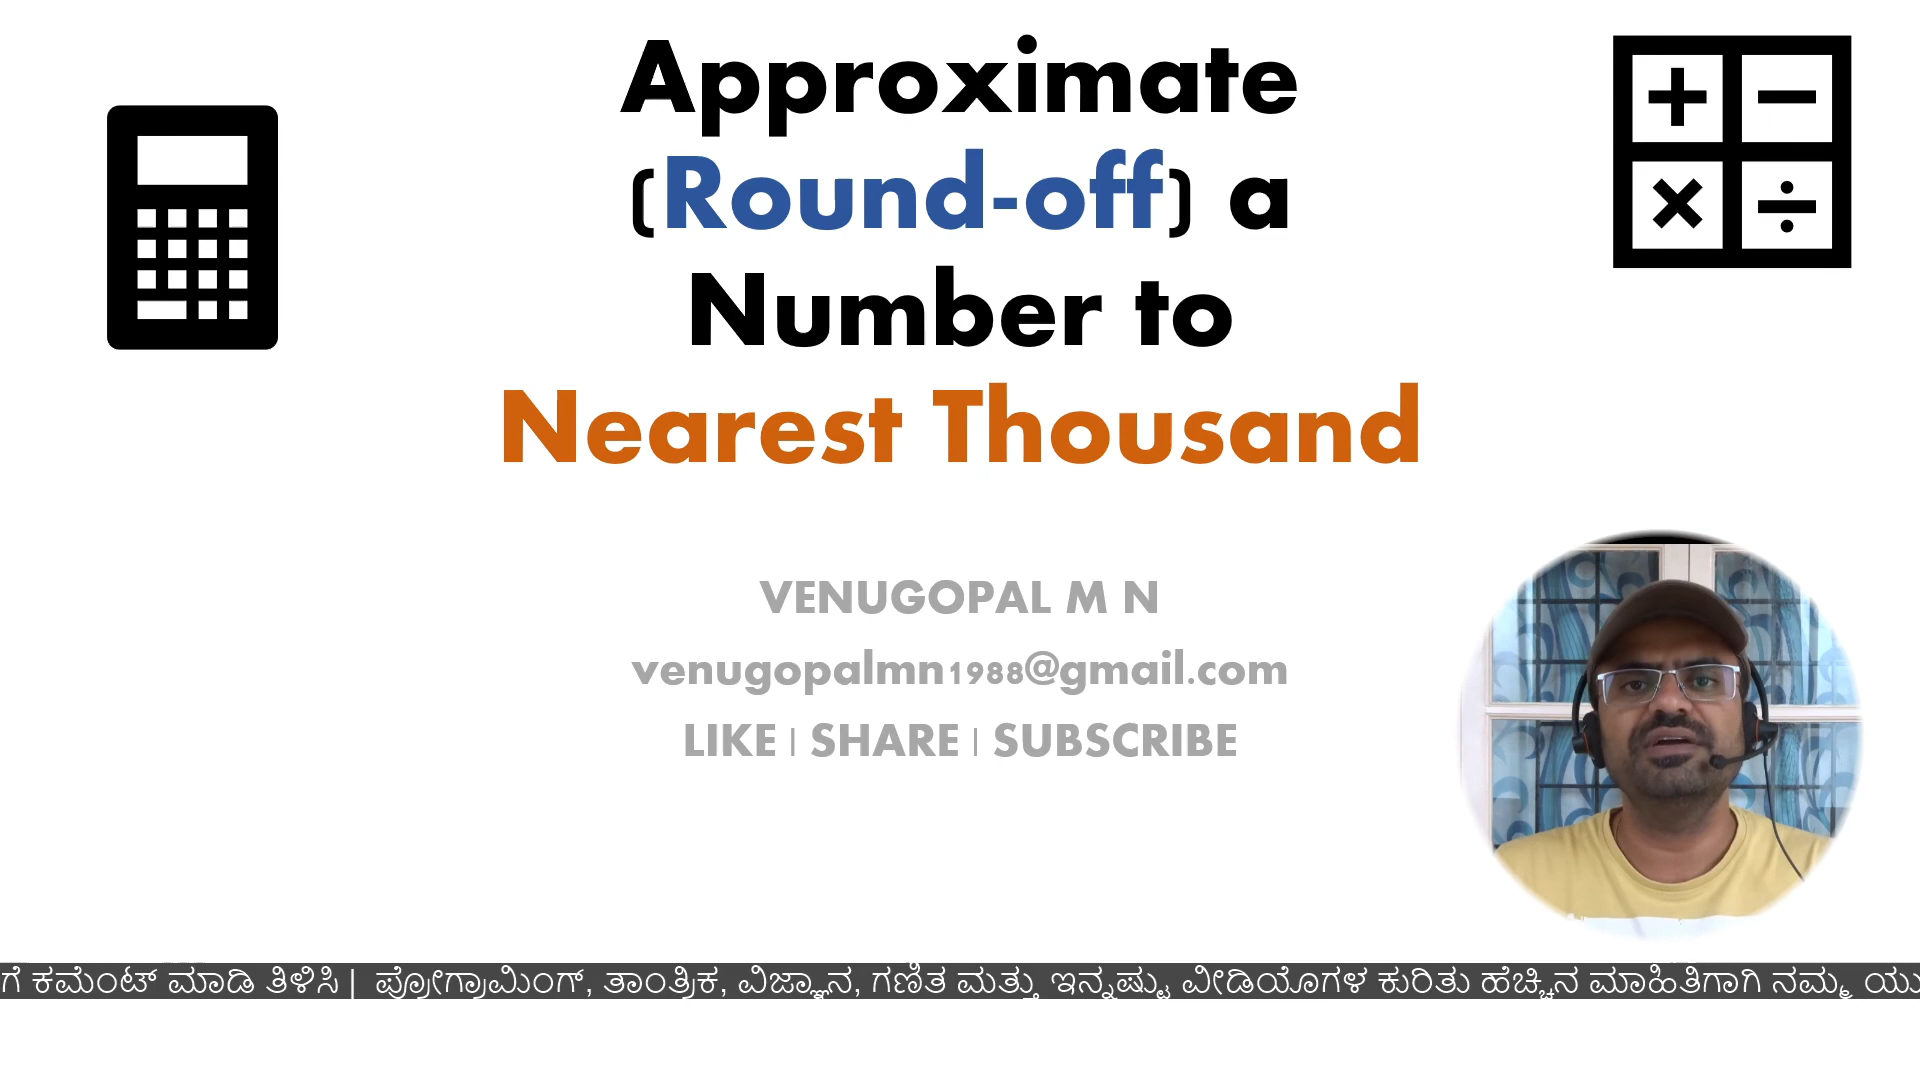 Approximate
(Round-off) a
Number to
Nearest Thousand
VENUGOPAL M N
venugopalmn1988@gmail.com
LIKE | SHARE | SUBSCRIBE
ಗೆ ಕಮೆಂಟ್ ಮಾಡಿ ತಿಳಿಸಿ | ಪ್ರೋಗ್ರಾಮಿಂಗ್, ತಾಂತ್ರಿಕ, ವಿಜ್ಞಾನ, ಗಣಿತ ಮತ್ತು ಇನ್ನಷ್ಟು ವೀಡಿಯೊಗಳ ಕುರಿತು ಹೆಚ್ಚಿನ ಮಾಹಿತಿಗಾಗಿ ನಮ್ಮ ಯು